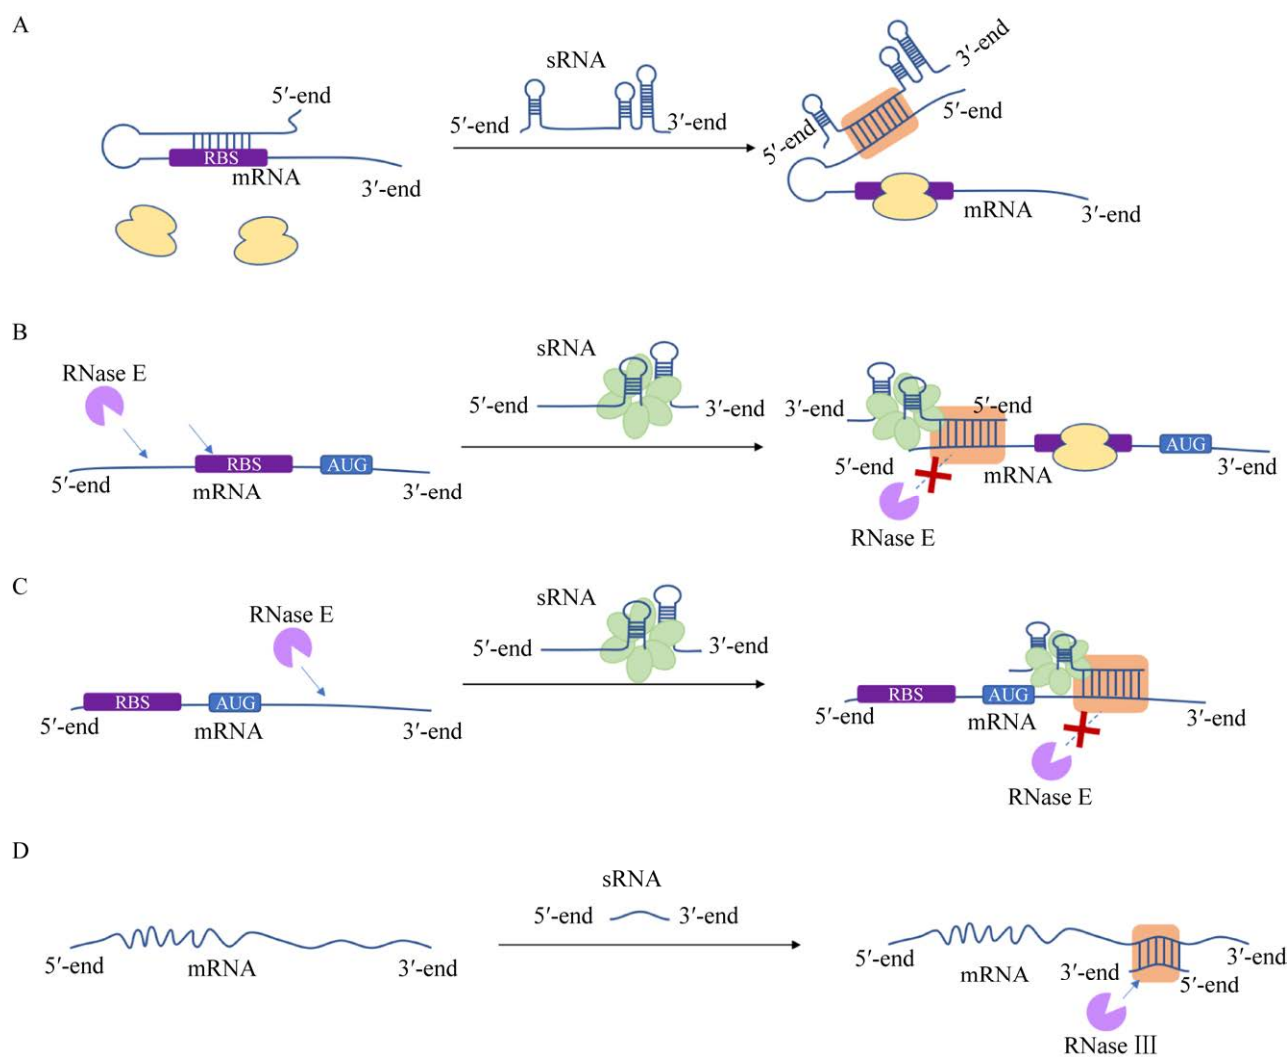 A
sRNA
5′-end
3′-end
5′-end
RBS
mRNA
3′-end
3′-end
5′-end
5′-end
mRNA
3′-end
B
RNase E
RBS
AUG
5′-end
mRNA
3′-end
sRNA
5′-end
3′-end
3′-end
5′-end
AUG
5′-end
mRNA
3′-end
RNase E
C
RNase E
RBS
AUG
5′-end
mRNA
3′-end
sRNA
5′-end
3′-end
RBS
AUG
5′-end
mRNA
3′-end
RNase E
D
5′-end
mRNA
3′-end
sRNA
5′-end
3′-end
5′-end
mRNA
3′-end
3′-end
5′-end
RNase III